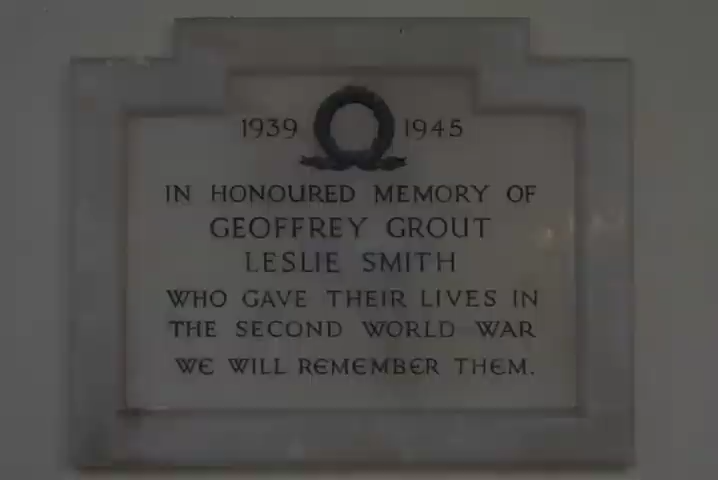 1939 1945
IN HONOURED MEMORY OF
GEOFFREY GROUT
LESLIE SMITH
WHO GAVE THEIR LIVES IN
THE SECOND WORLD WAR
WE WILL REMEMBER THEM.